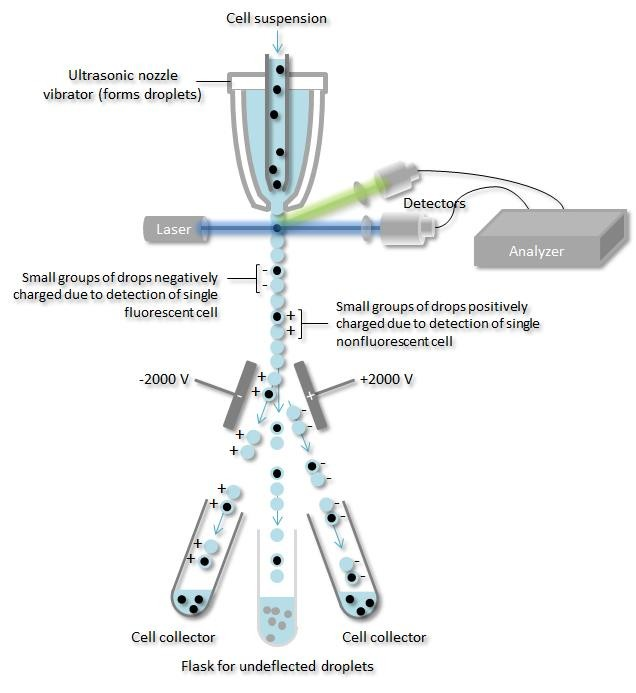 Cell suspension
Ultrasonic nozzle
vibrator (forms droplets)
Detectors
Laser
Analyzer
Small groups of drops negatively
charged due to detection of single
fluorescent cell
-
-
+
+
Small groups of drops positively
charged due to detection of single
nonfluorescent cell
-2000 V
+2000 V
-
+
+
+
-
-
+
+
-
-
+
+
-
-
+
+
-
-
Cell collector
Cell collector
Flask for undeflected droplets